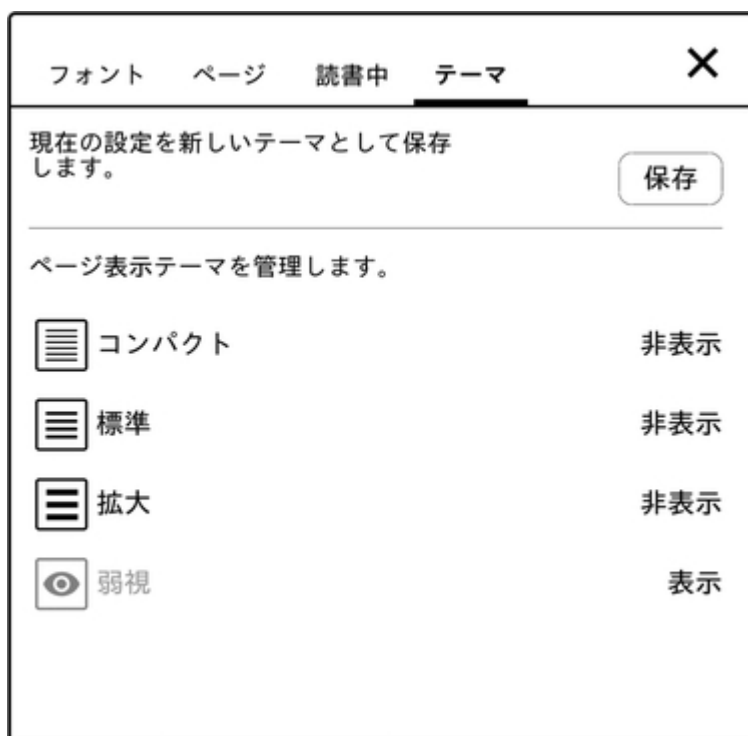 フォント ページ 読書中 テーマ
現在の設定を新しいテーマとして保存
します。
保存
ページ表示テーマを管理します。
コンパクト 非表示
標準 非表示
拡大 非表示
弱視 表示